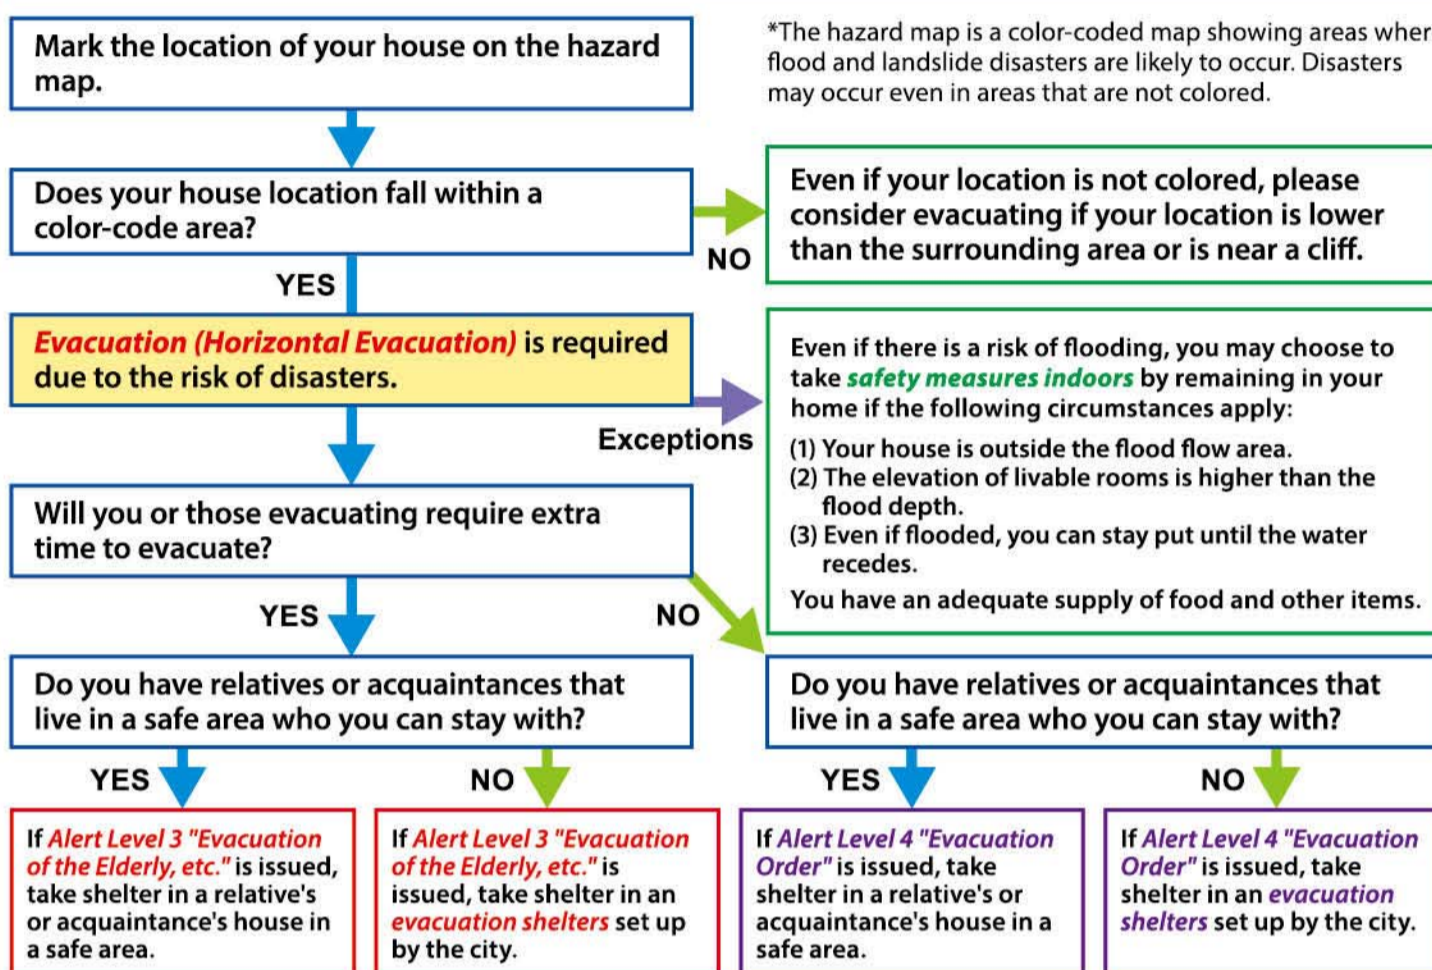 Mark the location of your house on the hazard
map.
*The hazard map is a color-coded map showing areas wher
flood and landslide disasters are likely to occur. Disasters
may occur even in areas that are not colored.
Does your house location fall within a
color-code area?
NO
Even if your location is not colored, please
consider evacuating if your location is lower
than the surrounding area or is near a cliff.
YES
Evacuation (Horizontal Evacuation) is required
due to the risk of disasters.
Exceptions
Even if there is a risk of flooding, you may choose to
take safety measures indoors by remaining in your
home if the following circumstances apply:
(1) Your house is outside the flood flow area.
(2) The elevation of livable rooms is higher than the
flood depth.
(3) Even if flooded, you can stay put until the water
recedes.
You have an adequate supply of food and other items.
Will you or those evacuating require extra
time to evacuate?
YES
NO
Do you have relatives or acquaintances that
live in a safe area who you can stay with?
Do you have relatives or acquaintances that
live in a safe area who you can stay with?
YES
NO
YES
NO
If Alert Level 3 "Evacuation
of the Elderly, etc." is issued,
take shelter in a relative's
or acquaintance's house in
a safe area.
If Alert Level 3 "Evacuation
of the Elderly, etc." is
issued, take shelter in an
evacuation shelters set up
by the city.
If Alert Level 4 "Evacuation
Order" is issued, take
shelter in a relative's or
acquaintance's house in a
safe area.
If Alert Level 4 "Evacuation
Order" is issued, take
shelter in an evacuation
shelters set up by the city.